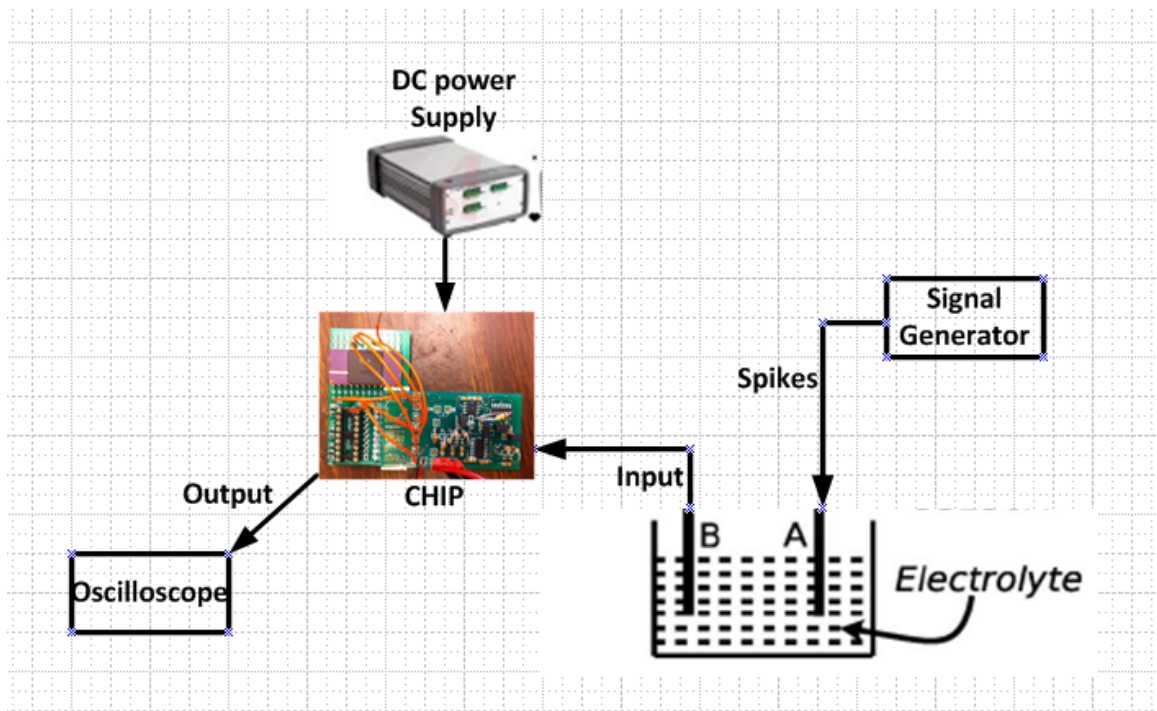 DC power
Supply
Signal
Generator
Spikes
Input
CHIP
Output
Oscilloscope
B
A
Electrolyte